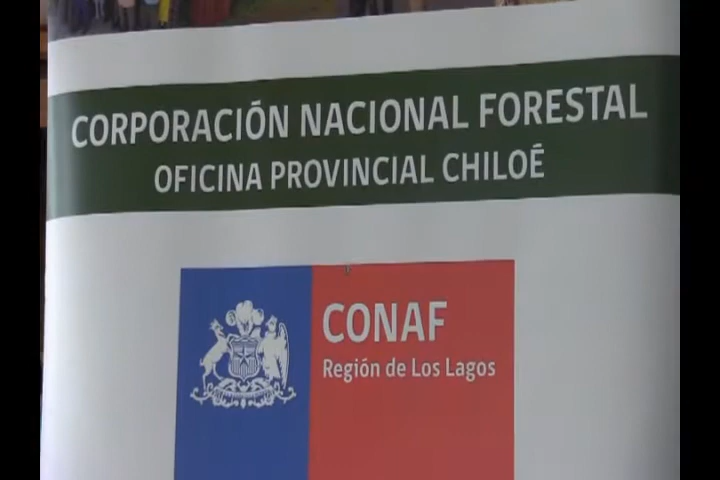 CORPORACIÓN NACIONAL FORESTAL
OFICINA PROVINCIAL CHILOÉ
CONAF
Región de Los Lagos